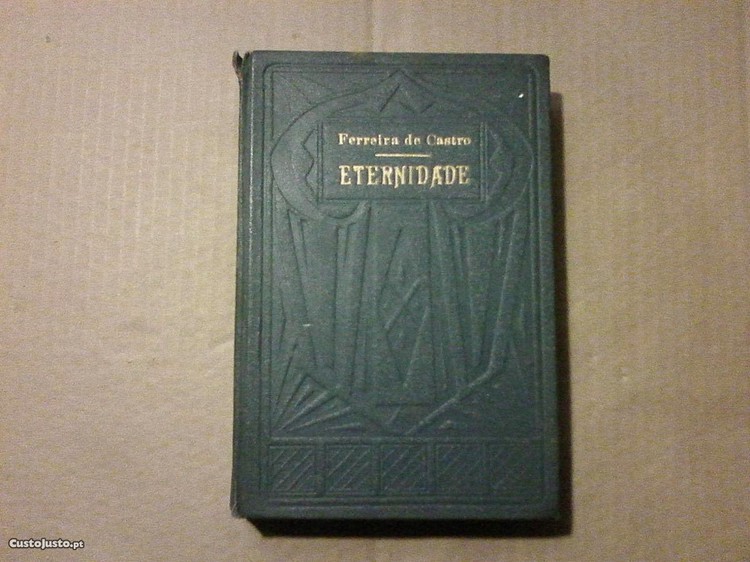 Ferreira de Castro
ETERNIDADE
CustoJusto.pt